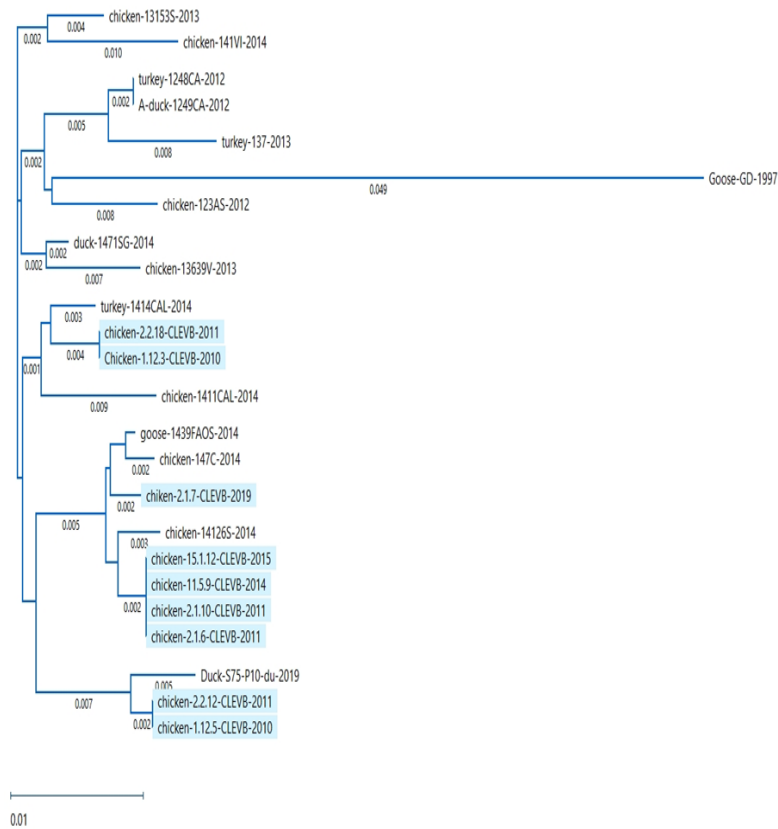 chicken-13153S-2013
0.004
0.002
chicken-141VI-2014
0.010
turkey-1248CA-2012
0.002
A-duck-1249CA-2012
0.005
turkey-137-2013
0.008
0.002
Goose-GD-1997
0.049
chicken-123AS-2012
0.008
duck-1471SG-2014
0.002
0.002
chicken-13639V-2013
0.007
turkey-1414CAL-2014
0.003
chicken-2.2.18-CLEVB-2011
0.004
Chicken-1.12.3-CLEVB-2010
0.001
chicken-1411CAL-2014
0.009
goose-1439FAOS-2014
chicken-147C-2014
0.002
chiken-2.1.7-CLEVB-2019
0.002
0.005
chicken-14126S-2014
0.003
chicken-15.1.12-CLEVB-2015
chicken-11.5.9-CLEVB-2014
0.002
chicken-2.1.10-CLEVB-2011
chicken-2.1.6-CLEVB-2011
Duck-S75-P10-du-2019
0.005
0.007
chicken-2.2.12-CLEVB-2011
0.002
chicken-1.12.5-CLEVB-2010
0.01